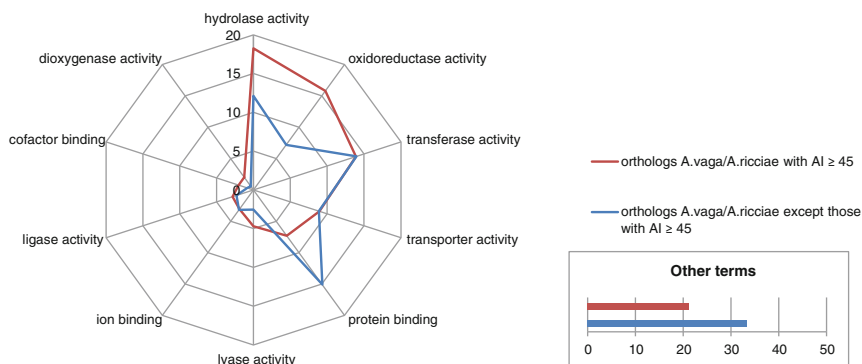 hydrolase activity
20
dioxygenase activity
oxidoreductase activity
15
10
cofactor binding
transferase activity
5
orthologs A.vaga/A.ricciae with AI ≥ 45
0
orthologs A.vaga/A.ricciae except those
with AI ≥ 45
ligase activity
transporter activity
Other terms
ion binding
protein binding
0 10 20 30 40 50
lyase activity